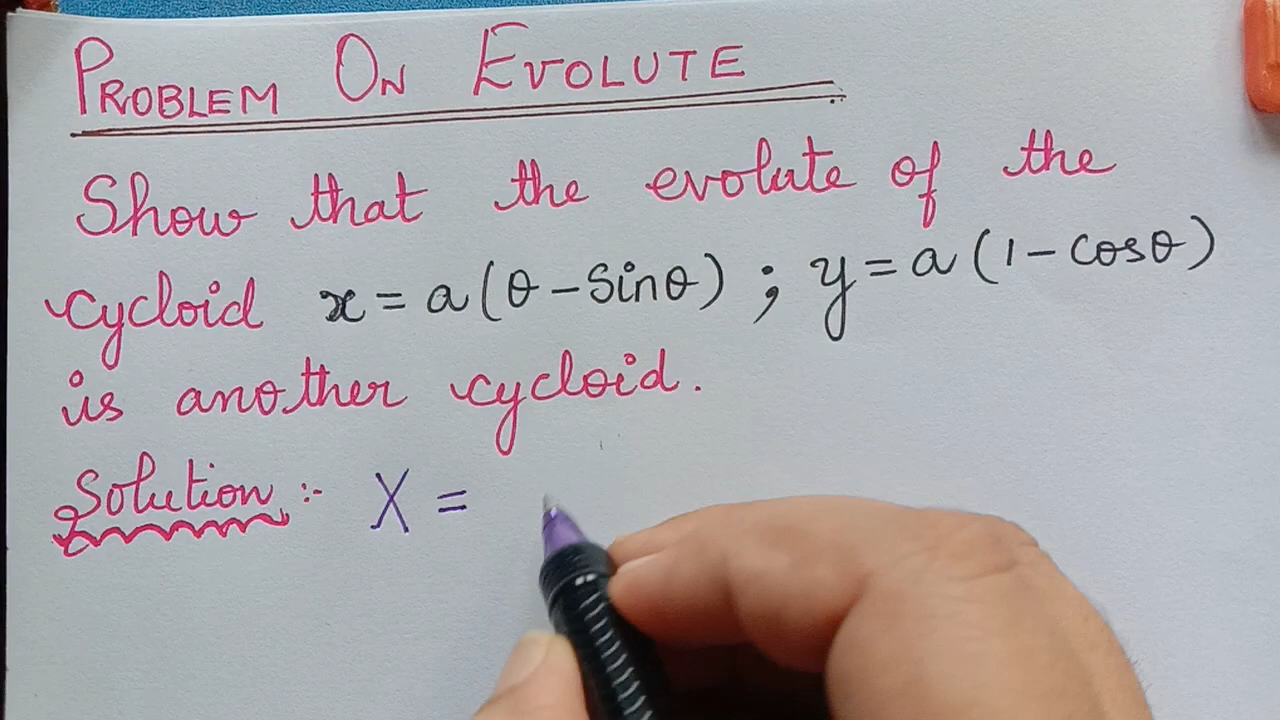 PROBLEM ON EVOLUTE
Show that the evolute of the
cycloid x = a(θ - Sinθ) ; y = a(1 - cosθ)
is another cycloid.
Solution :- X =